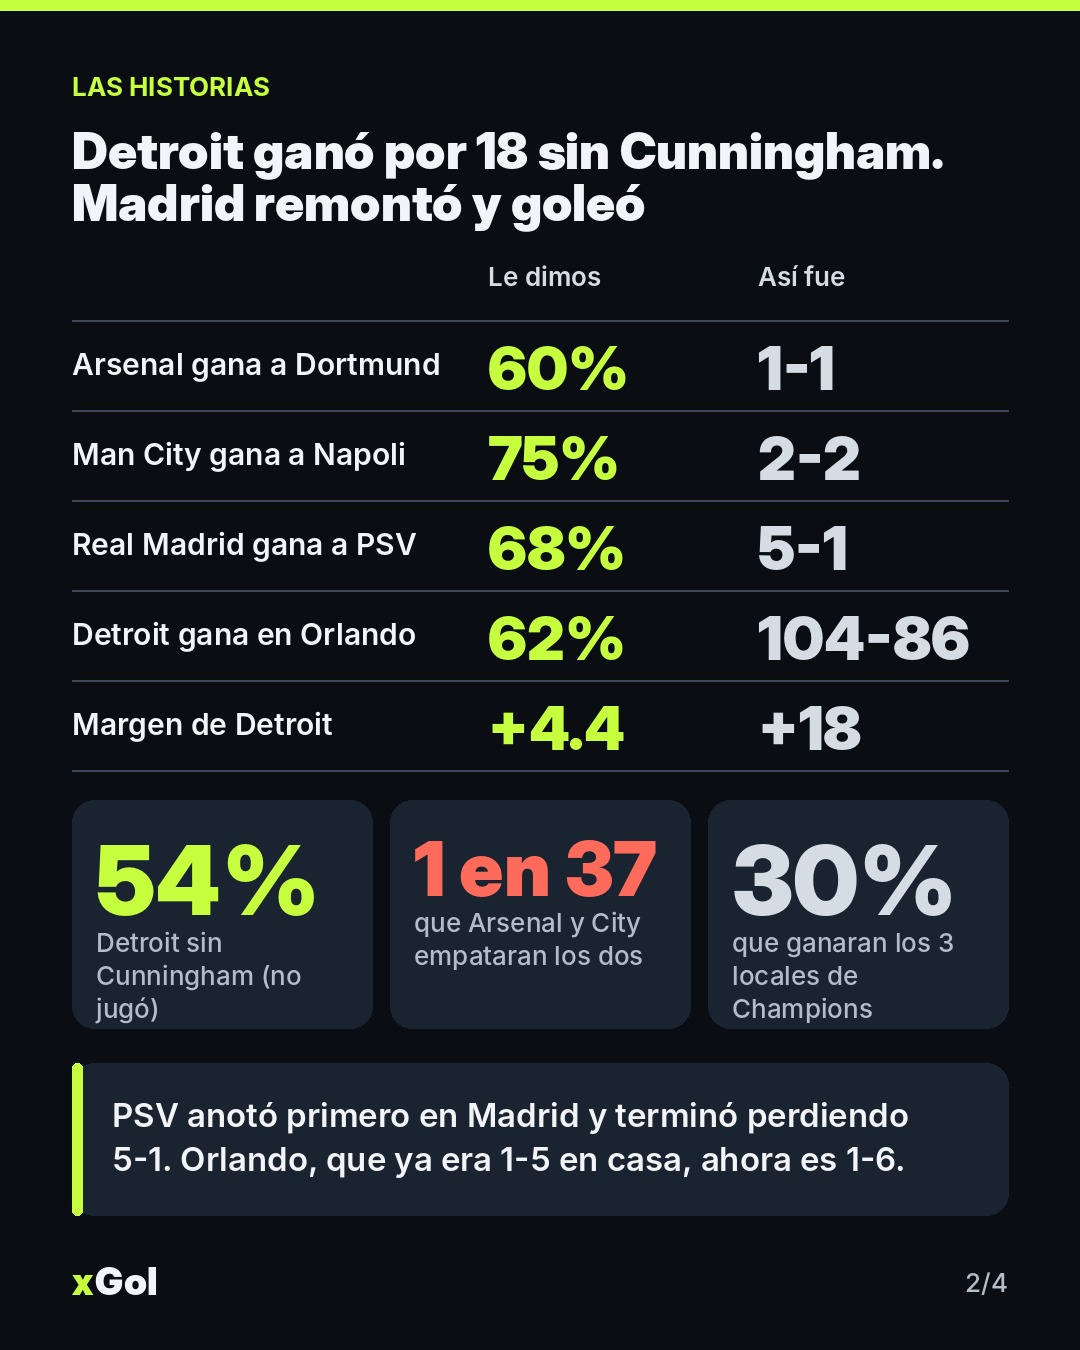 LAS HISTORIAS
Detroit ganó por 18 sin Cunningham.
Madrid remontó y goleó
Le dimos Así fue
Arsenal gana a Dortmund 60% 1-1
Man City gana a Napoli 75% 2-2
Real Madrid gana a PSV 68% 5-1
Detroit gana en Orlando 62% 104-86
Margen de Detroit +4.4 +18
54%
Detroit sin
Cunningham (no
jugó)
1 en 37
que Arsenal y City
empataran los dos
30%
que ganaran los 3
locales de
Champions
PSV anotó primero en Madrid y terminó perdiendo
5-1. Orlando, que ya era 1-5 en casa, ahora es 1-6.
xGol 2/4